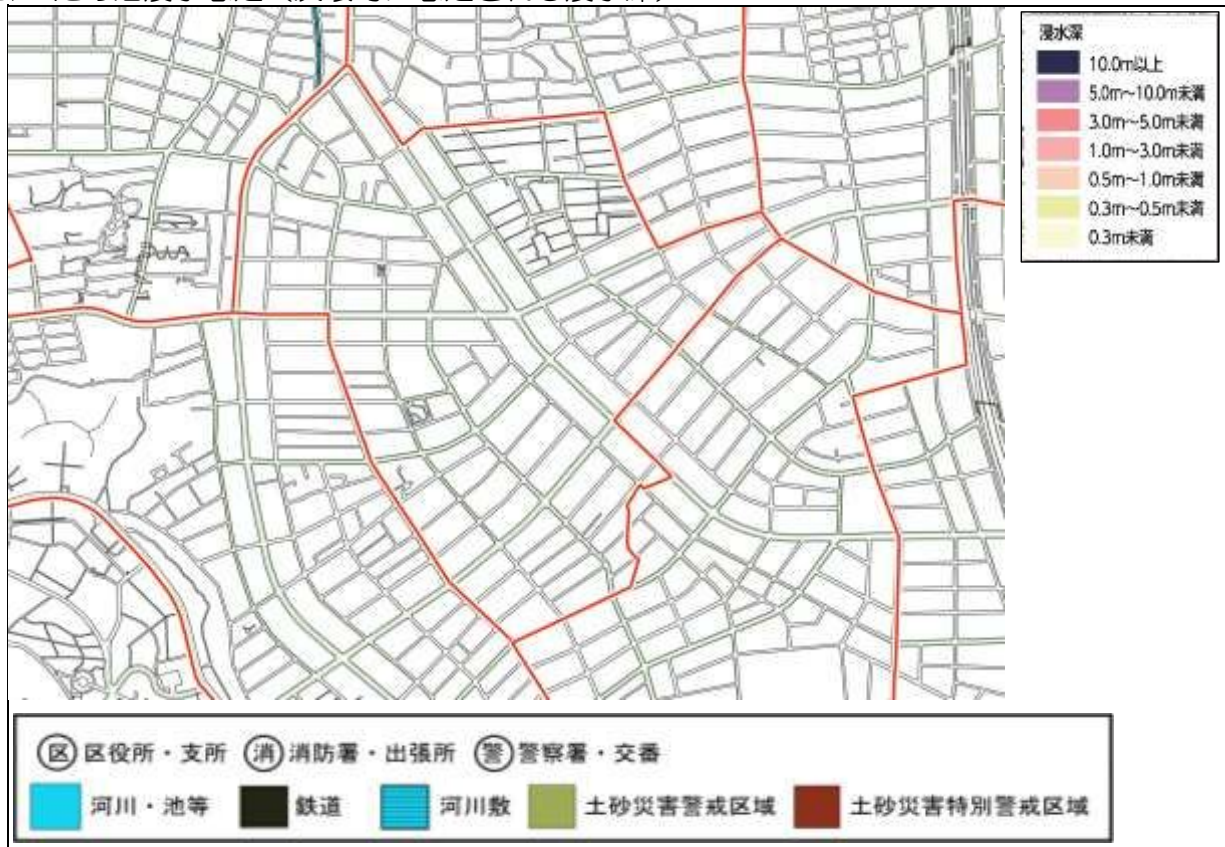 浸水深
10.0m以上
5.0m～10.0m未満
3.0m～5.0m未満
1.0m～3.0m未満
0.5m～1.0m未満
0.3m～0.5m未満
0.3m未満
区 区役所・支所 消 消防署・出張所 警 警察署・交番
河川・池等 鉄道 河川敷 土砂災害警戒区域 土砂災害特別警戒区域